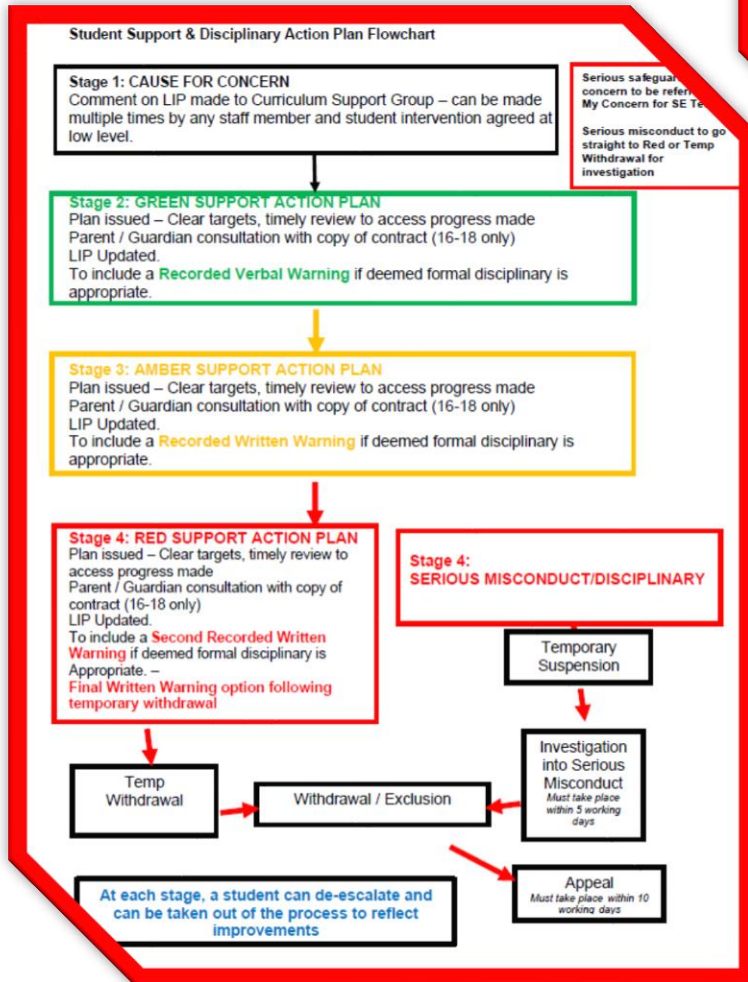 Student Support & Disciplinary Action Plan Flowchart
Stage 1: CAUSE FOR CONCERN
Comment on LIP made to Curriculum Support Group – can be made
multiple times by any staff member and student intervention agreed at
low level.
Serious
concern to be
My Concern for SE
Serious misconduct to go
straight to Red or Temp
Withdrawal for
investigation
Stage 2: GREEN SUPPORT ACTION PLAN
Plan issued – Clear targets, timely review to access progress made
Parent / Guardian consultation with copy of contract (16-18 only)
LIP Updated.
To include a Recorded Verbal Warning if deemed formal disciplinary is
appropriate.
Stage 3: AMBER SUPPORT ACTION PLAN
Plan issued – Clear targets, timely review to access progress made
Parent / Guardian consultation with copy of contract (16-18 only)
LIP Updated.
To include a Recorded Written Warning if deemed formal disciplinary is
appropriate.
Stage 4: RED SUPPORT ACTION PLAN
Plan issued – Clear targets, timely review to
access progress made
Parent / Guardian consultation with copy of
contract (16-18 only)
LIP Updated.
To include a Second Recorded Written
Warning if deemed formal disciplinary is
Appropriate. –
Final Written Warning option following
temporary withdrawal
Stage 4:
SERIOUS MISCONDUCT/DISCIPLINARY
Temporary
Suspension
Investigation
into Serious
Misconduct
Must take place
within 5 working
days
Temp
Withdrawal
Withdrawal / Exclusion
Appeal
Must take place within 10
working days
At each stage, a student can de-escalate and
can be taken out of the process to reflect
improvements